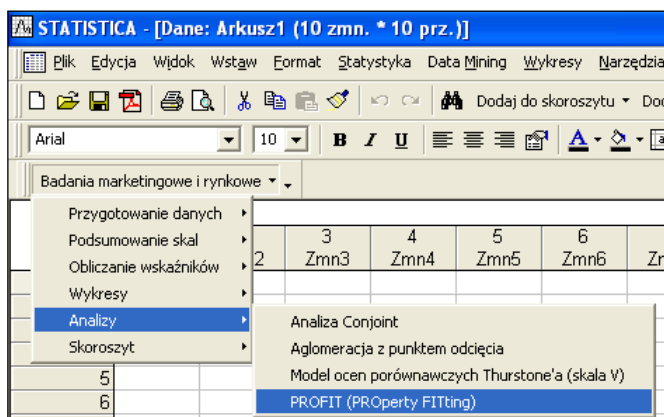 STATISTICA - [Dane: Arkusz1 (10 zmn. * 10 prz.)]
Plik Edycja Widok Wstaw Format Statystyka Data Mining Wykresy Narzędzia
Dodaj do skoroszytu
Arial 10 B I U A
Badania marketingowe i rynkowe
Przygotowanie danych
Podsumowanie skal
Obliczanie wskaźników
Wykresy
Analizy
Skoroszyt
2 3 4 5 6
Zmn3 Zmn4 Zmn5 Zmn6
Analiza Conjoint
Aglomeracja z punktem odcięcia
Model ocen porównawczych Thurstone'a (skala V)
PROFIT (PROperty FITting)
5
6